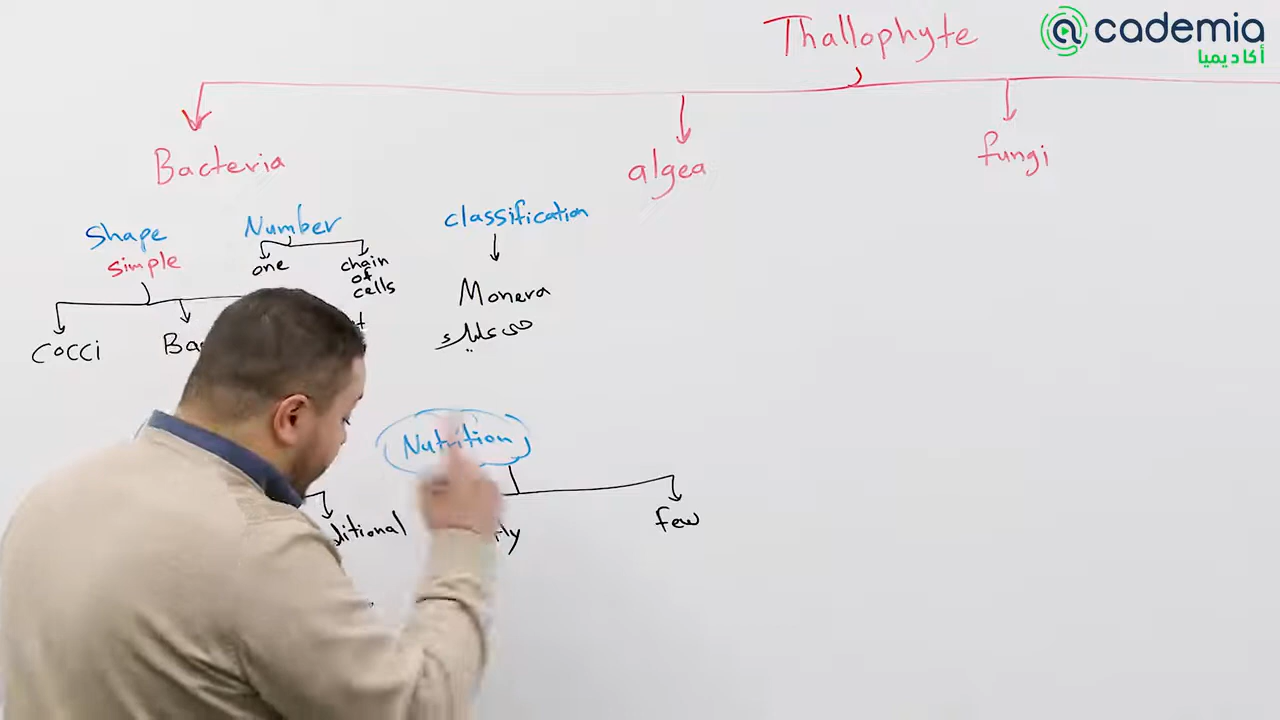 Thallophyte
@cademia
أكاديميا
Bacteria
algea
fungi
Shape
simple
Number
one
chain
of
cells
classification
Monera
COCCI
Nutrition
few